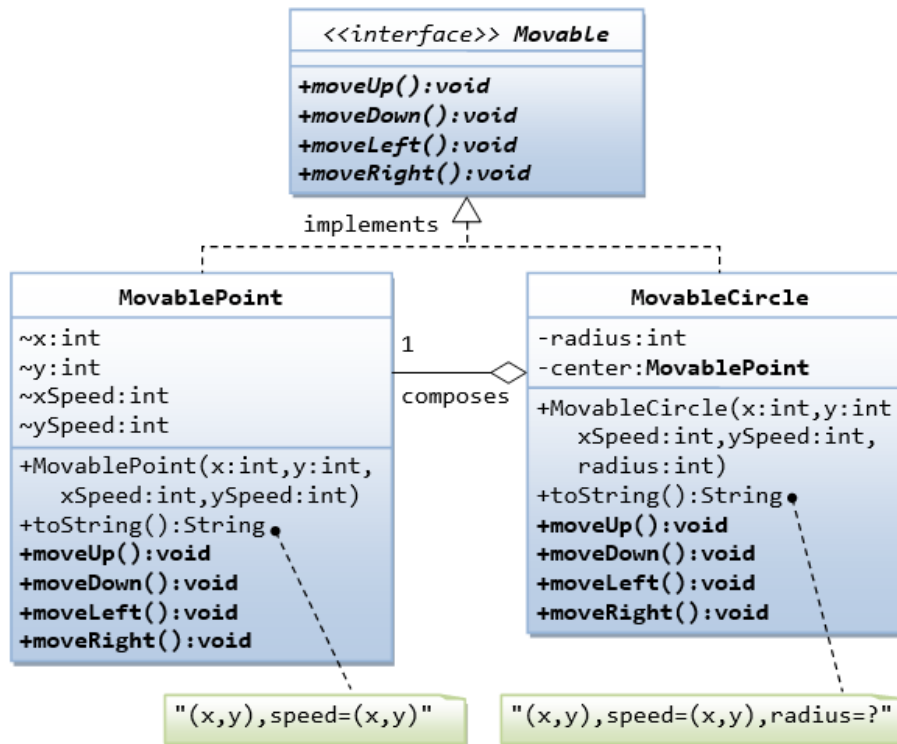 <<interface>> Movable
+moveUp():void
+moveDown():void
+moveLeft():void
+moveRight():void
implements
MovablePoint
~x:int
~y:int
~xSpeed:int
~ySpeed:int
+MovablePoint(x:int,y:int,
xSpeed:int,ySpeed:int)
+toString():String
+moveUp():void
+moveDown():void
+moveLeft():void
+moveRight():void
1
composes
MovableCircle
-radius:int
-center:MovablePoint
+MovableCircle(x:int,y:int
xSpeed:int,ySpeed:int,
radius:int)
+toString():String
+moveUp():void
+moveDown():void
+moveLeft():void
+moveRight():void
"(x,y),speed=(x,y)"
"(x,y),speed=(x,y),radius=?"